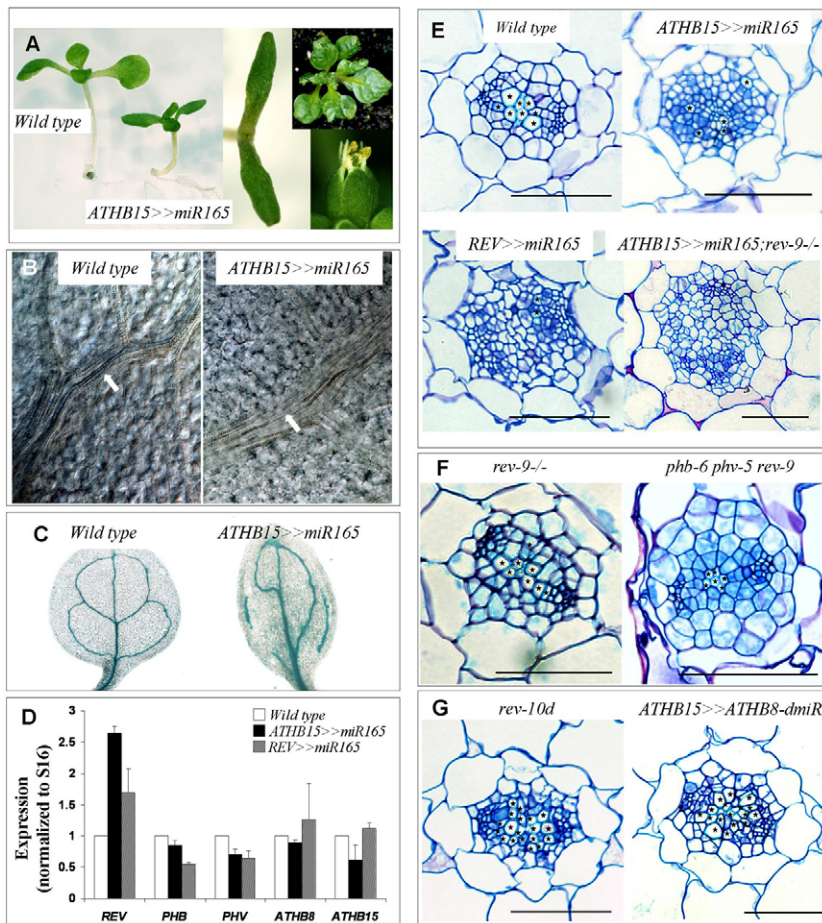 A
Wild type
ATHB15>>miR165
B
Wild type
ATHB15>>miR165
C
Wild type
ATHB15>>miR165
D
Expression
(normalized to S16)
3
2.5
2
1.5
1
0.5
0
Wild type
ATHB15>>miR165
REV>>miR165
REV PHB PHV ATHB8 ATHB15
E
Wild type
ATHB15>>miR165
REV>>miR165
ATHB15>>miR165;rev-9-/-
F
rev-9-/-
phb-6 phv-5 rev-9
G
rev-10d
ATHB15>>ATHB8-dmiR